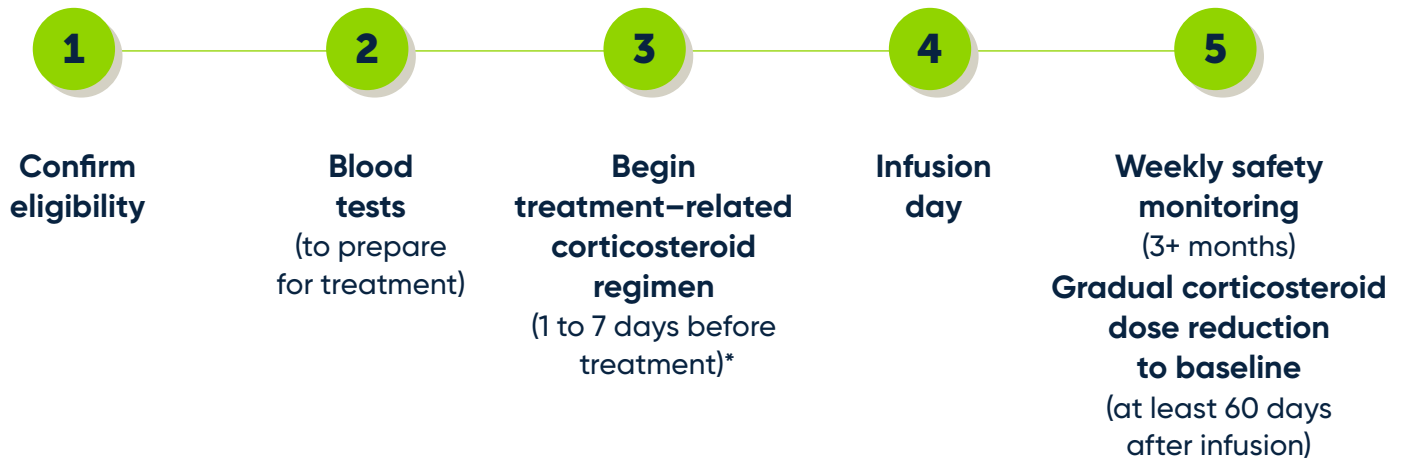 1
2
3
4
5
Confirm
eligibility
Blood
tests
(to prepare
for treatment)
Begin
treatment–related
corticosteroid
regimen
(1 to 7 days before
treatment)*
Infusion
day
Weekly safety
monitoring
(3+ months)
Gradual corticosteroid
dose reduction
to baseline
(at least 60 days
after infusion)